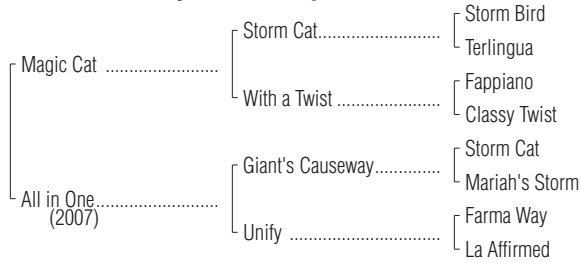 Storm Bird
Storm Cat....................
Terlingua
Magic Cat ........................
Fappiano
With a Twist ......................
Classy Twist
Storm Cat
Giant's Causeway..............
Mariah's Storm
All in One..........................
(2007)
Farma Way
Unify ................................
La Affirmed